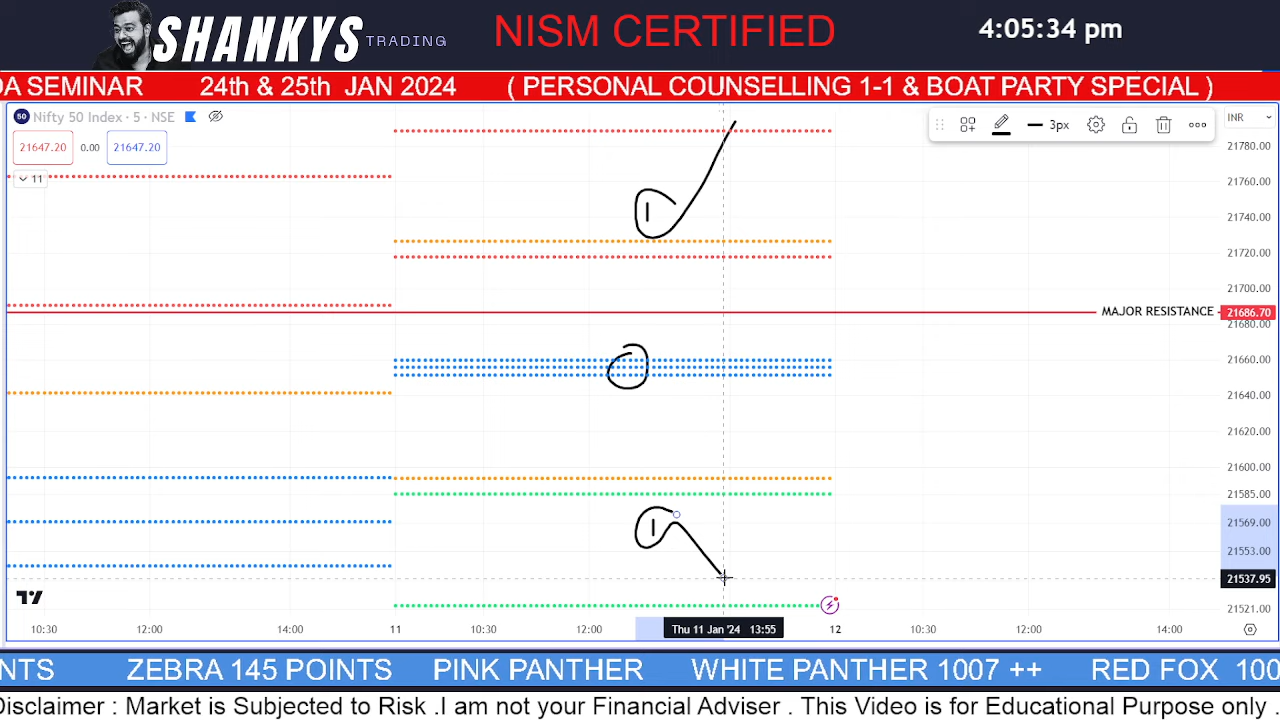 SHANKYS
TRADING
NISM CERTIFIED
4:05:34 pm
DA SEMINAR 24th & 25th JAN 2024 ( PERSONAL COUNSELLING 1-1 & BOAT PARTY SPECIAL )
50 Nifty 50 Index · 5 · NSE
21647.20 0.00 21647.20
11
3px
INR
21780.00
21760.00
21740.00
21720.00
21700.00
MAJOR RESISTANCE 21686.70
21680.00
21660.00
21640.00
21620.00
21600.00
21585.00
21569.00
21553.00
21537.95
21521.00
1
1
10:30 12:00 14:00 11 10:30 12:00 Thu 11 Jan '24 13:55 12 10:30 12:00 14:00
NTS ZEBRA 145 POINTS PINK PANTHER WHITE PANTHER 1007 ++ RED FOX 100
Disclaimer : Market is Subjected to Risk .I am not your Financial Adviser . This Video is for Educational Purpose only .